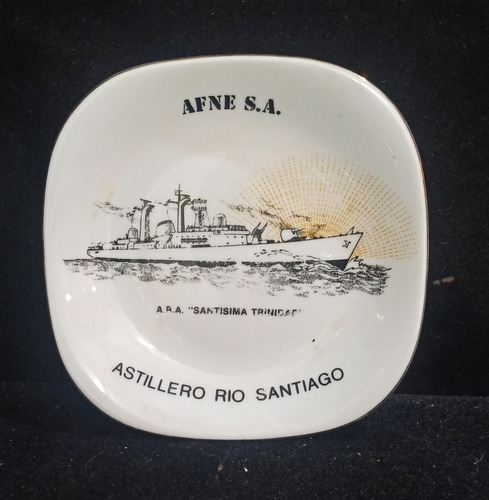 AFNE S.A.
A.R.A. "SANTISIMA TRINIDAD"
ASTILLERO RIO SANTIAGO